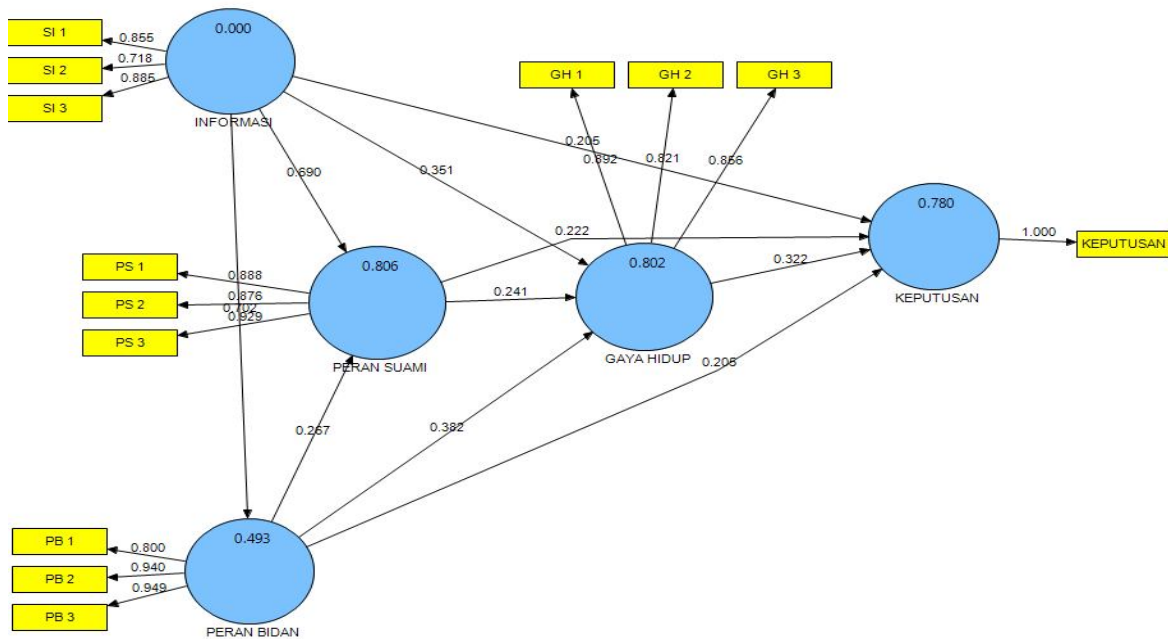 SI 1
0.855
SI 2
0.718
SI 3
0.885
0.000
INFORMASI
GH 1
GH 2
GH 3
0.205
0.892
0.821
0.856
0.351
0.690
0.780
KEPUTUSAN
1.000
KEPUTUSAN
PS 1
0.888
PS 2
0.876
PS 3
0.702
0.929
0.806
PERAN SUAMI
0.222
0.241
0.802
GAYA HIDUP
0.322
0.267
0.382
0.205
PB 1
0.800
PB 2
0.940
PB 3
0.949
0.493
PERAN BIDAN